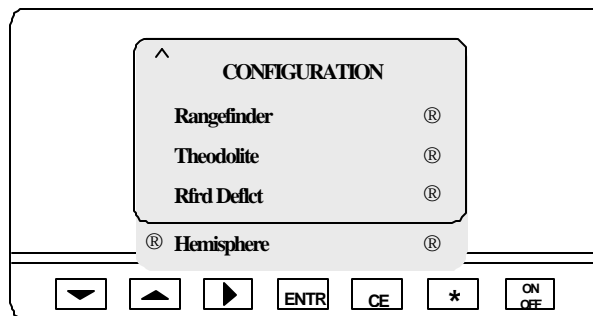 ^
CONFIGURATION
Rangefinder ®
Theodolite ®
Rfrd Deflct ®
® Hemisphere ®
ENTR
CE
*
ON
OFF